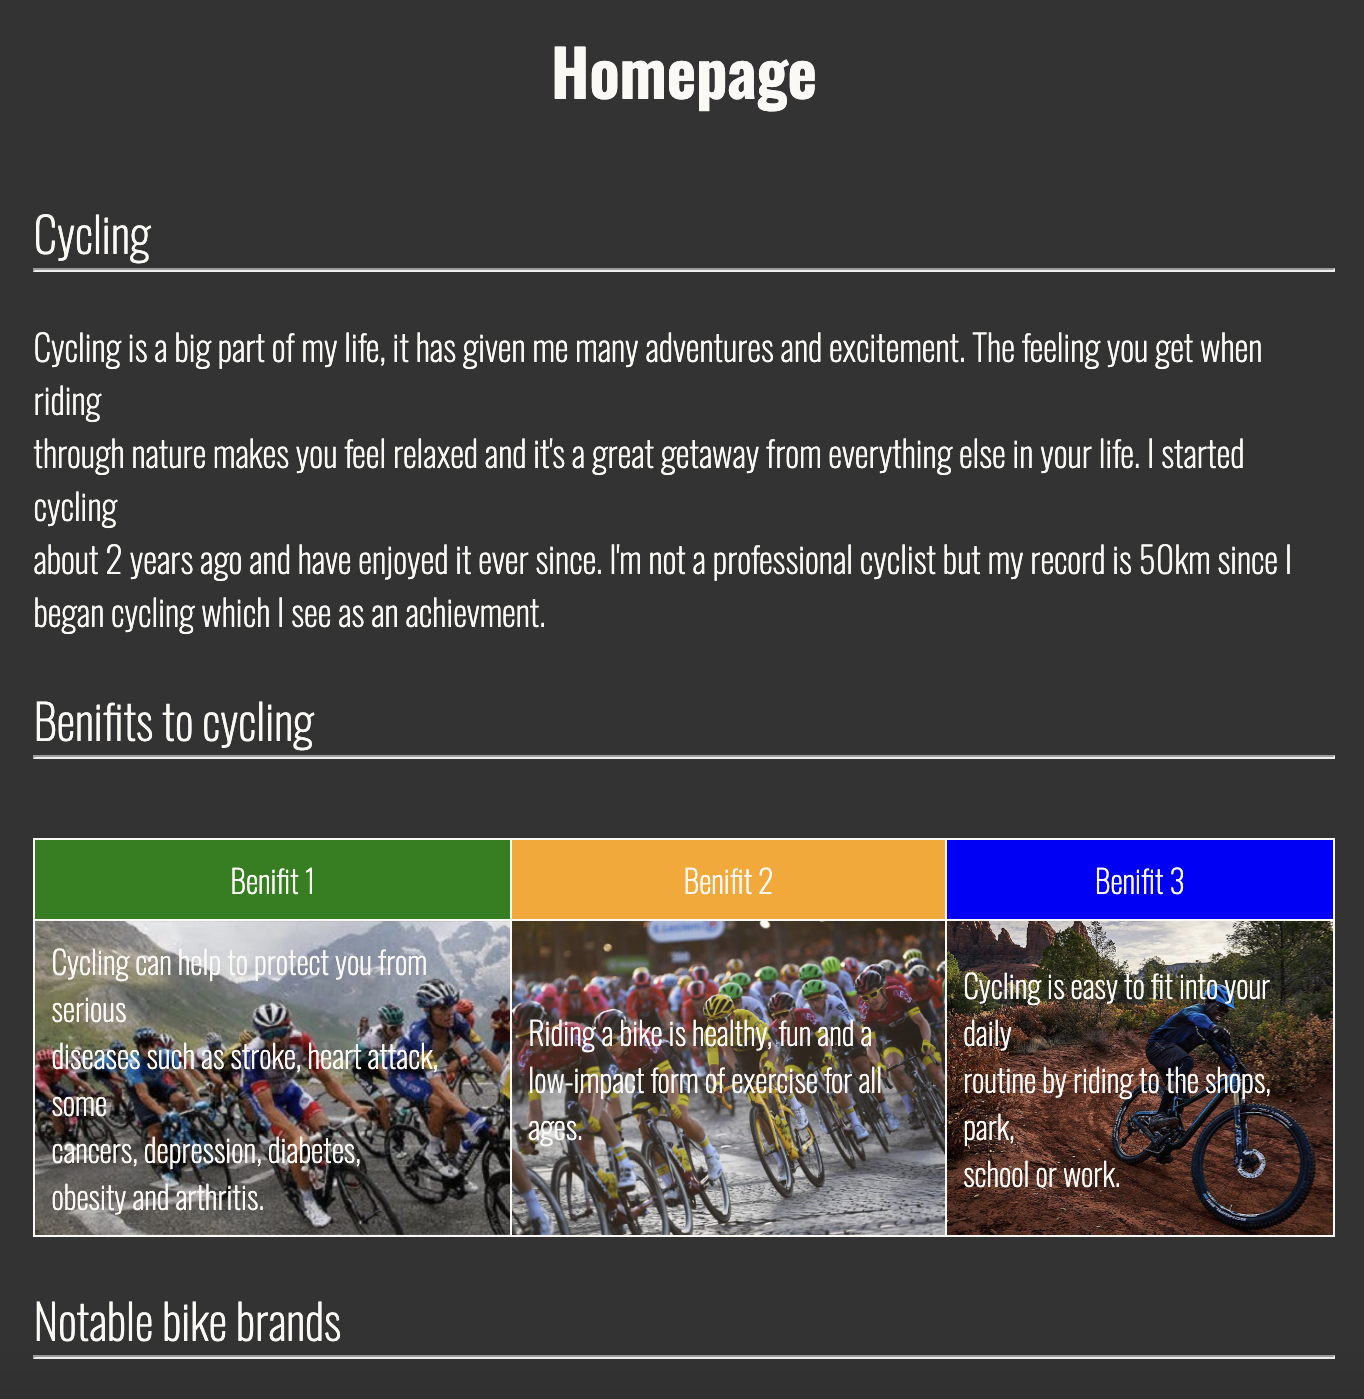 Homepage
Cycling
Cycling is a big part of my life, it has given me many adventures and excitement. The feeling you get when
riding
through nature makes you feel relaxed and it's a great getaway from everything else in your life. I started
cycling
about 2 years ago and have enjoyed it ever since. I'm not a professional cyclist but my record is 50km since I
began cycling which I see as an achievment.
Benifits to cycling
Benifit 1
Benifit 2
Benifit 3
Cycling can help to protect you from
serious
diseases such as stroke, heart attack,
some
cancers, depression, diabetes,
obesity and arthritis.
Riding a bike is healthy, fun and a
low-impact form of exercise for all
ages.
Cycling is easy to fit into your
daily
routine by riding to the shops,
park,
school or work.
Notable bike brands